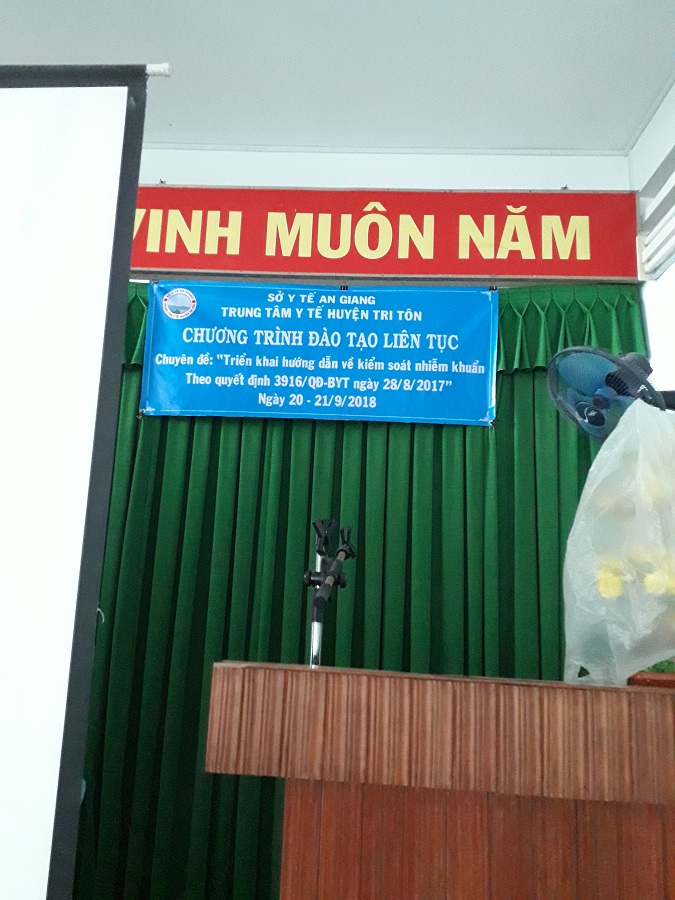 VINH MUÔN NĂM
SỞ Y TẾ AN GIANG
TRUNG TÂM Y TẾ HUYỆN TRI TÔN
CHƯƠNG TRÌNH ĐÀO TẠO LIÊN TỤC
Chuyên đề: "Triển khai hướng dẫn về kiểm soát nhiễm khuẩn
Theo quyết định 3916/QĐ-BYT ngày 28/8/2017"
Ngày 20 - 21/9/2018